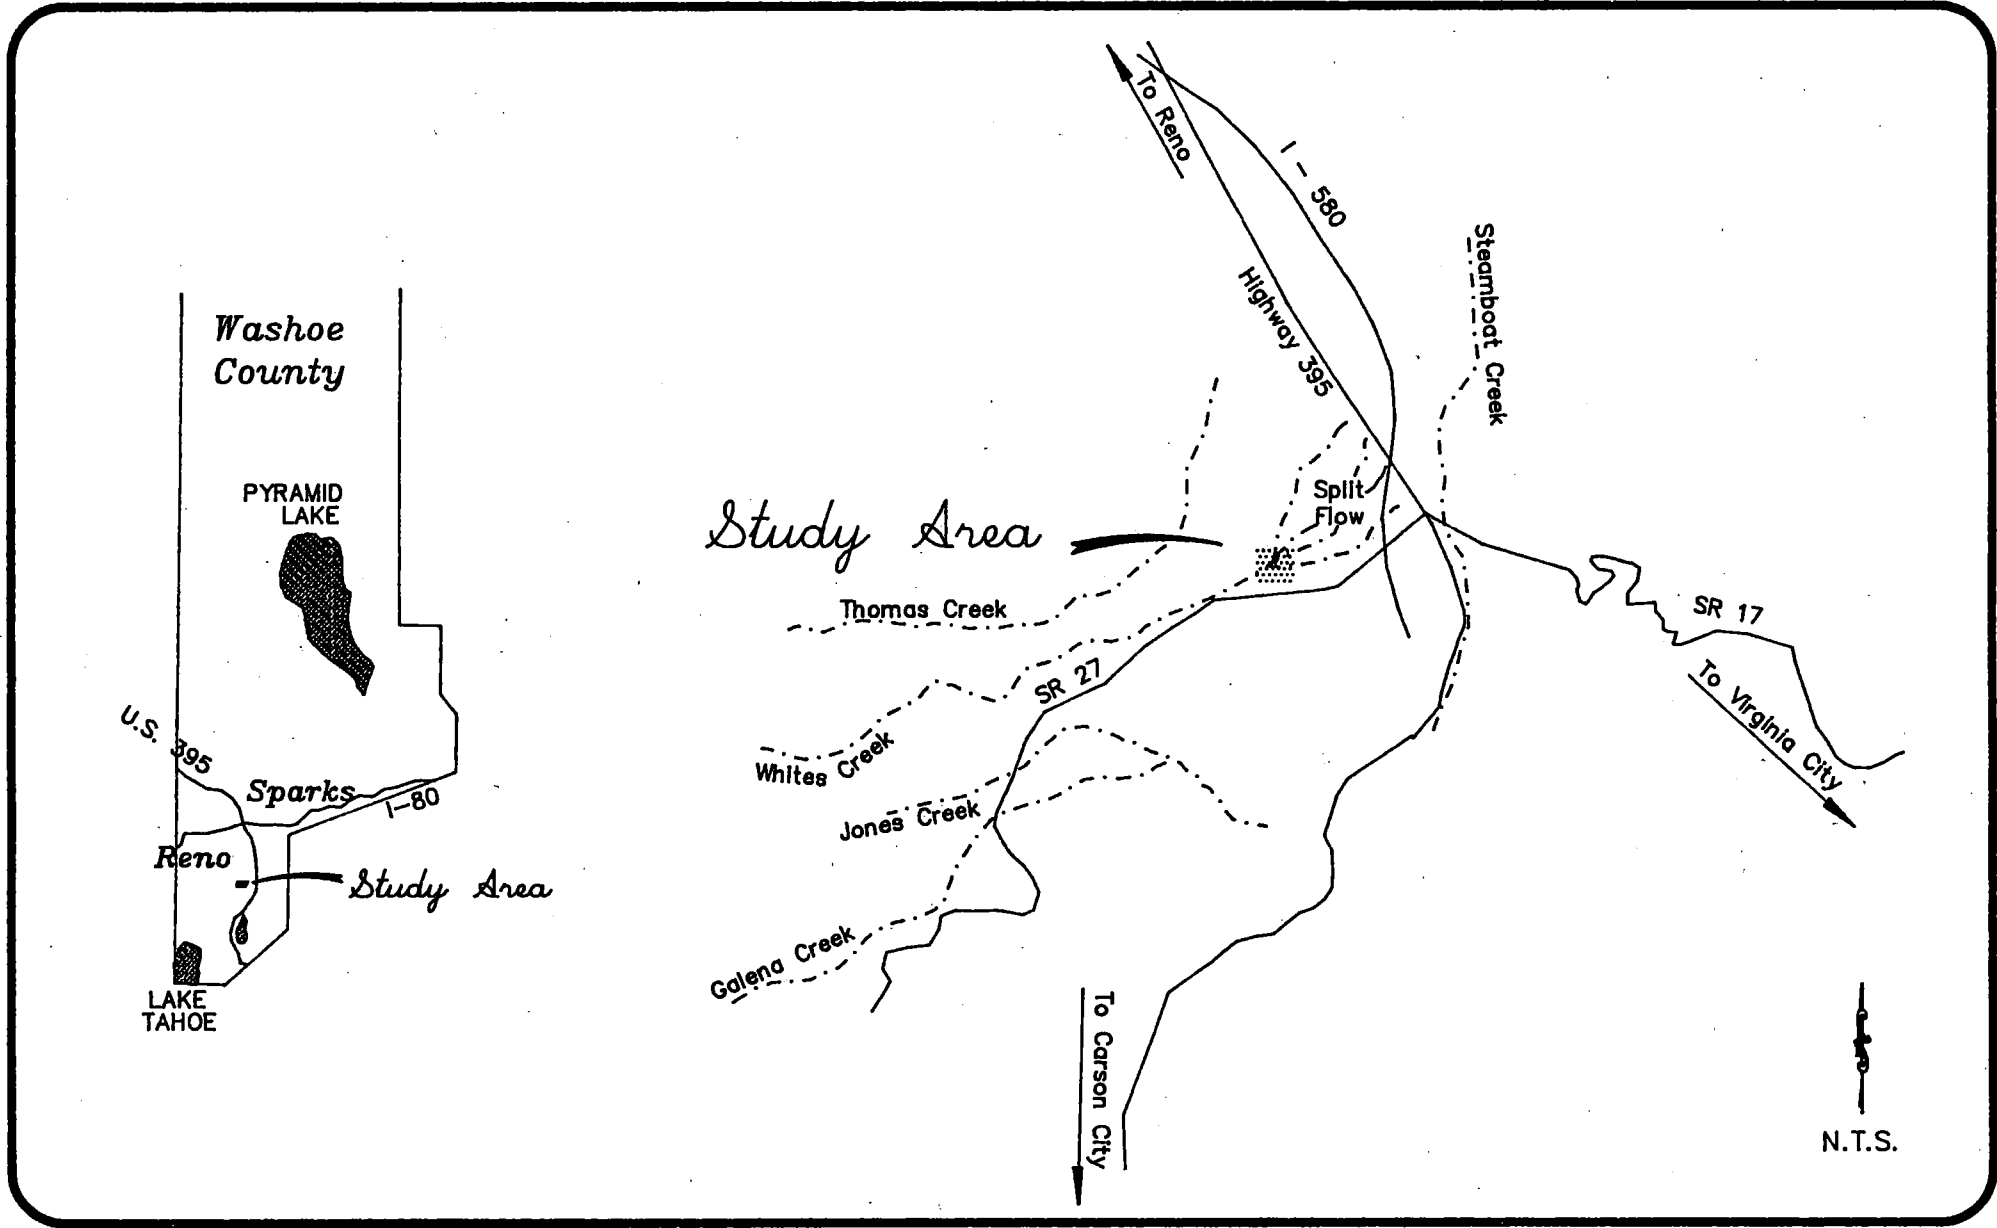 Washoe
County
PYRAMID
LAKE
U.S. 395
Sparks
I-80
Reno
Study Area
LAKE
TAHOE
To Reno
I - 580
Highway 395
Steamboat Creek
Split
Flow
Study Area
Thomas Creek
SR 27
SR 17
To Virginia City
Whites Creek
Jones Creek
Galena Creek
To Carson City
N.T.S.